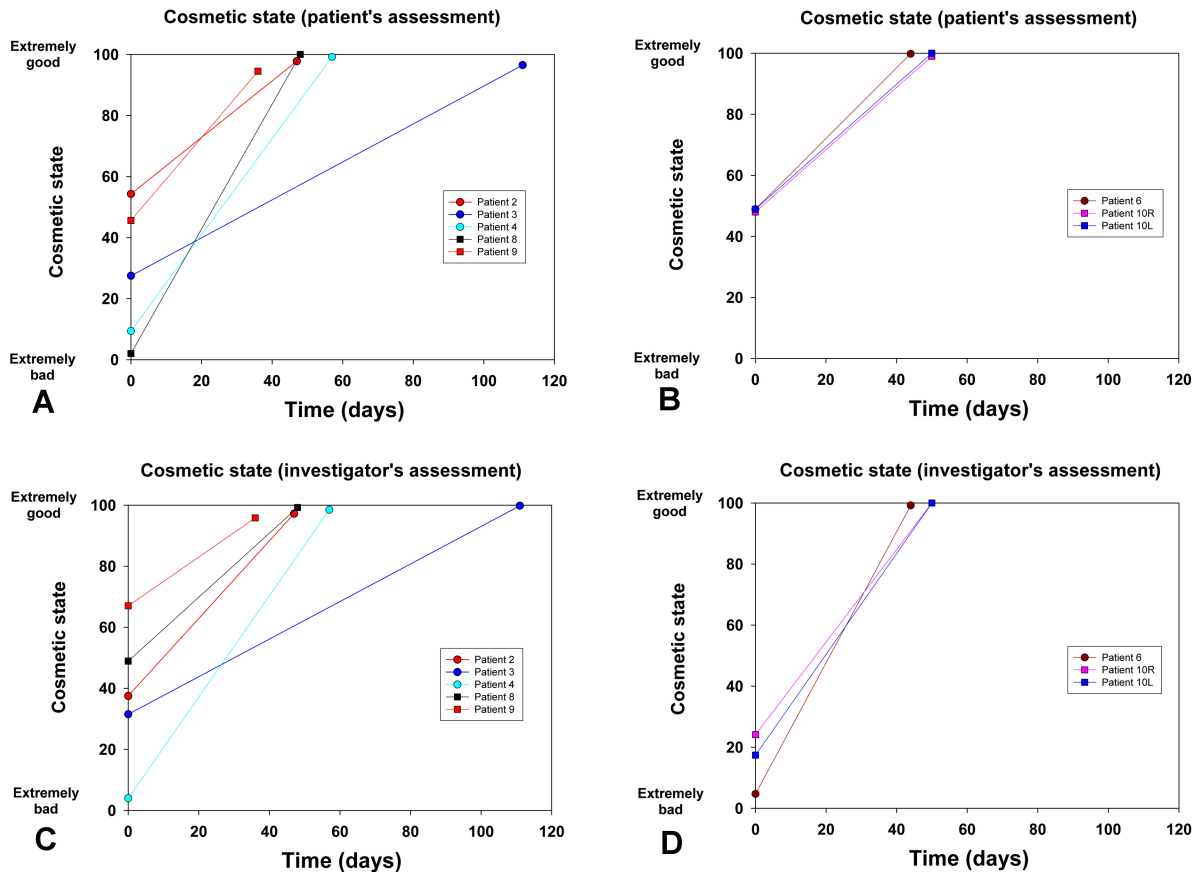 Cosmetic state (patient's assessment)
Extremely
good
100
80
60
40
20
0
Cosmetic state
Extremely
bad
0 20 40 60 80 100 120
Time (days)
Patient 2
Patient 3
Patient 4
Patient 8
Patient 9
A
Cosmetic state (patient's assessment)
Extremely
good
100
80
60
40
20
0
Cosmetic state
Extremely
bad
0 20 40 60 80 100 120
Time (days)
Patient 6
Patient 10R
Patient 10L
B
Cosmetic state (investigator's assessment)
Extremely
good
100
80
60
40
20
0
Cosmetic state
Extremely
bad
0 20 40 60 80 100 120
Time (days)
Patient 2
Patient 3
Patient 4
Patient 8
Patient 9
C
Cosmetic state (investigator's assessment)
Extremely
good
100
80
60
40
20
0
Cosmetic state
Extremely
bad
0 20 40 60 80 100 120
Time (days)
Patient 6
Patient 10R
Patient 10L
D